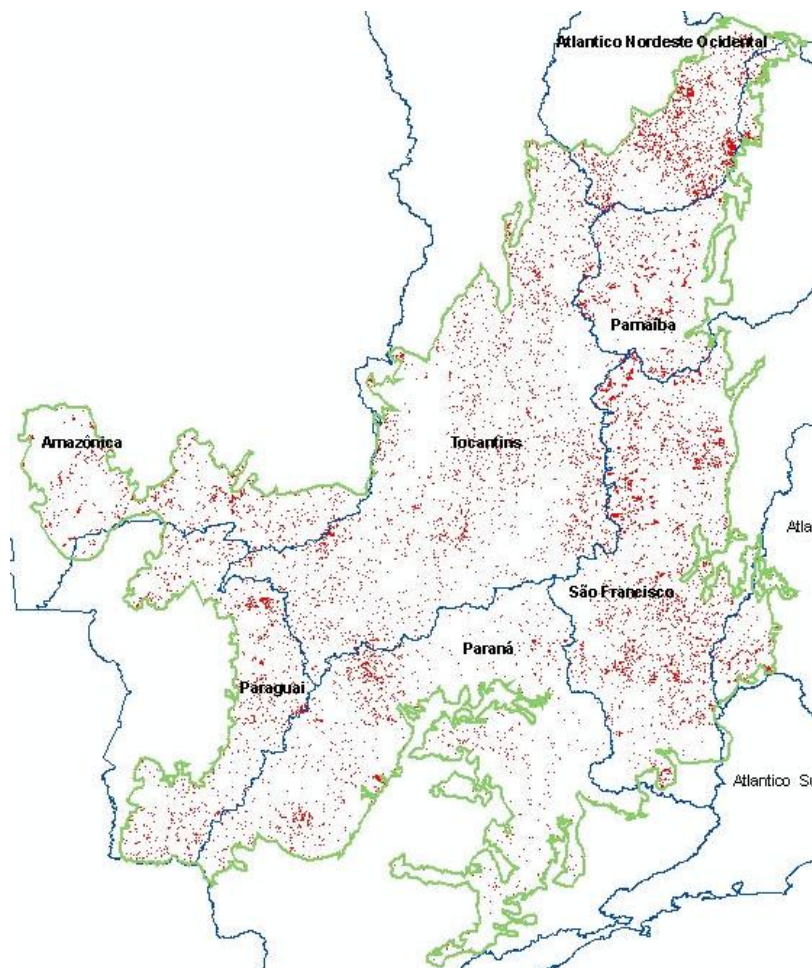 Atlantico Nordeste Ocidental
Parnaíba
Amazônica
Tocantins
Atla
São Francisco
Paraná
Paraguai
Atlantico Su